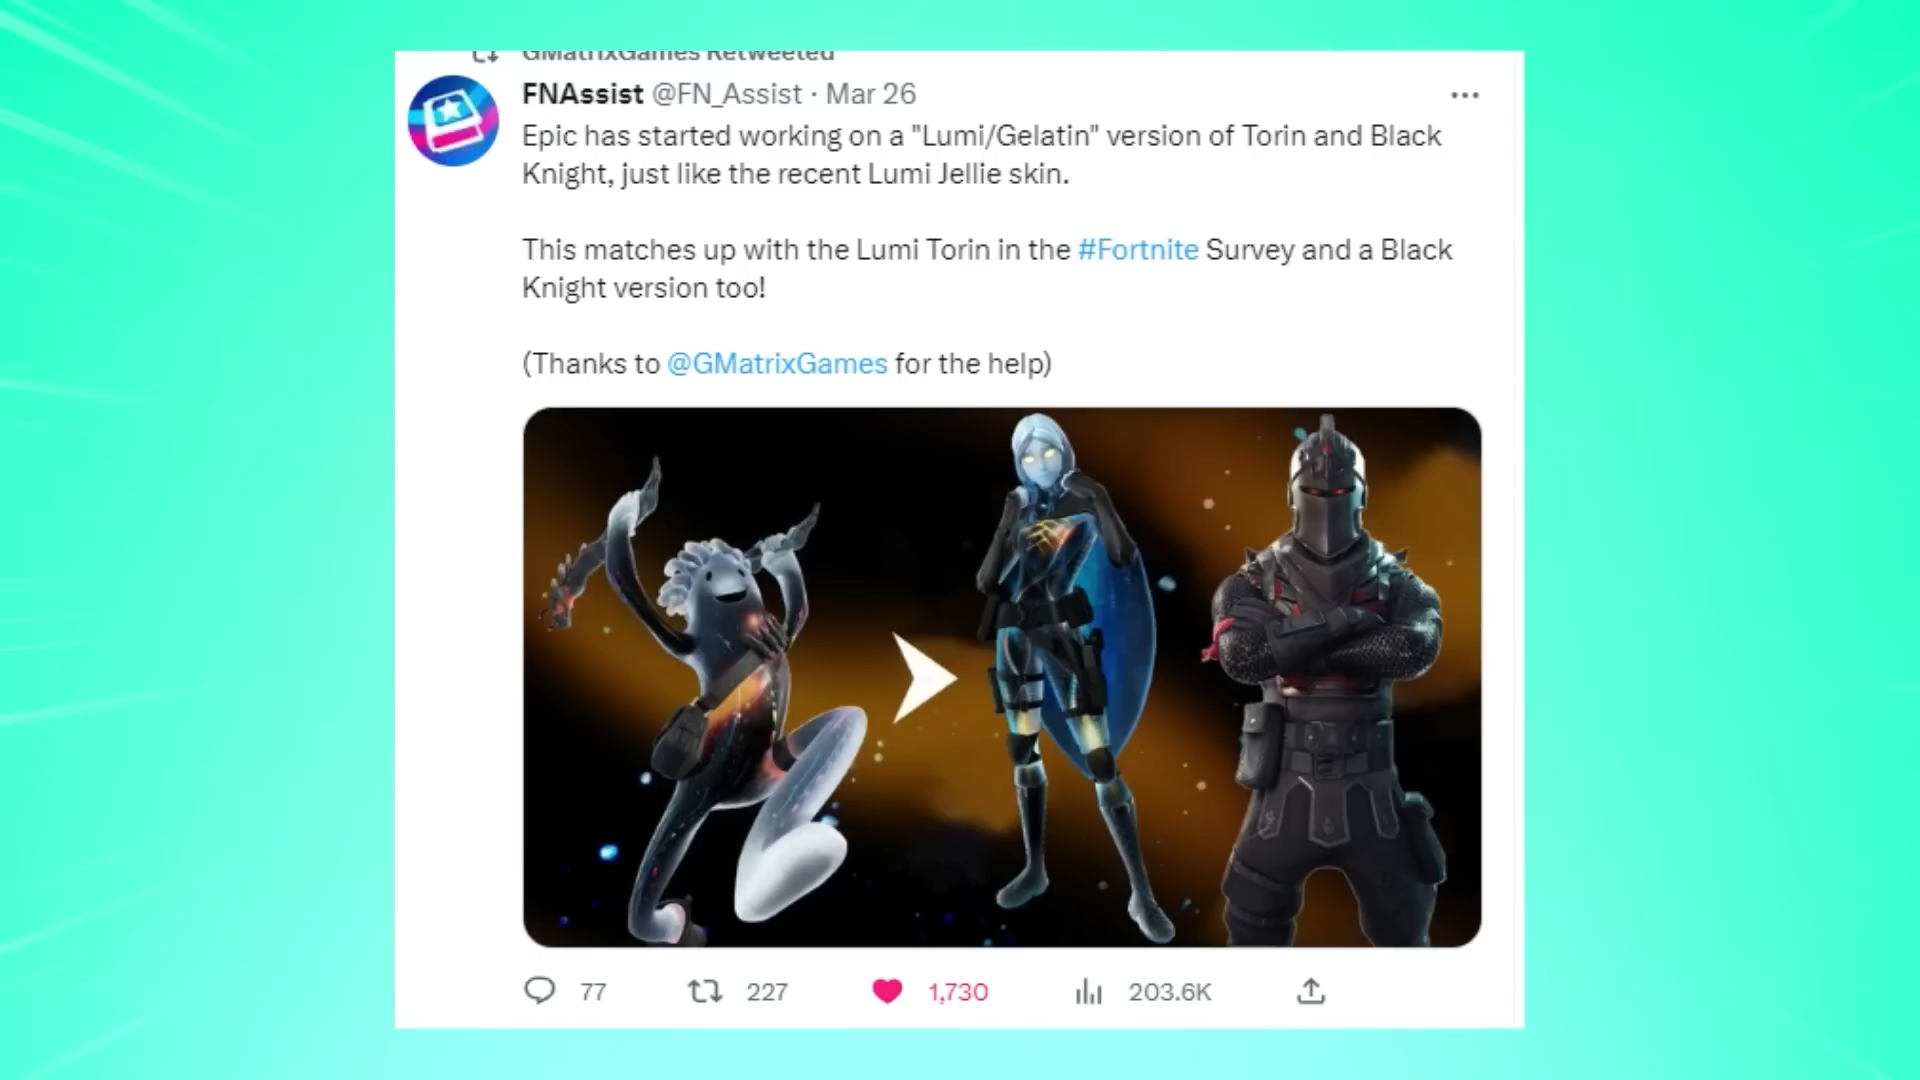 GMatrixGames Retweeted
FNAssist @FN_Assist · Mar 26
Epic has started working on a "Lumi/Gelatin" version of Torin and Black
Knight, just like the recent Lumi Jellie skin.
This matches up with the Lumi Torin in the #Fortnite Survey and a Black
Knight version too!
(Thanks to @GMatrixGames for the help)
77 227 1,730 203.6K